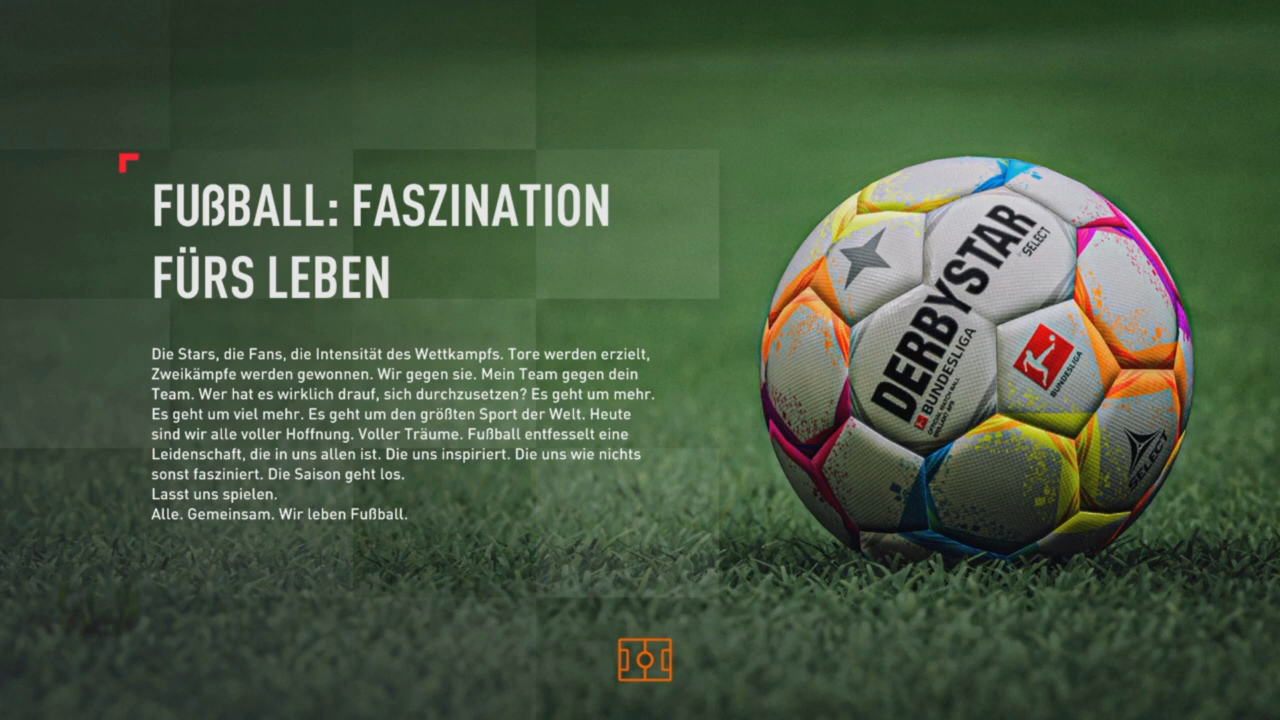 FUßBALL: FASZINATION
FÜRS LEBEN
Die Stars, die Fans, die Intensität des Wettkampfs. Tore werden erzielt,
Zweikämpfe werden gewonnen. Wir gegen sie. Mein Team gegen dein
Team. Wer hat es wirklich drauf, sich durchzusetzen? Es geht um mehr.
Es geht um viel mehr. Es geht um den größten Sport der Welt. Heute
sind wir alle voller Hoffnung. Voller Träume. Fußball entfesselt eine
Leidenschaft, die in uns allen ist. Die uns inspiriert. Die uns wie nichts
sonst fasziniert. Die Saison geht los.
Lasst uns spielen.
Alle. Gemeinsam. Wir leben Fußball.
DERBYSTAR
SELECT
BUNDESLIGA
OFFICIAL MATCH BALL
BUNDESLIGA
SELECT